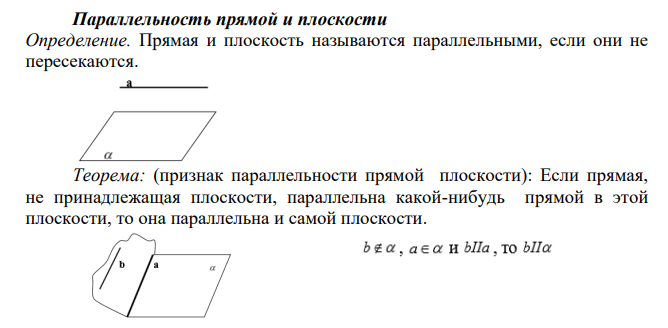 Параллельность прямой и плоскости
Определение. Прямая и плоскость называются параллельными, если они не
пересекаются.
a
α
Теорема: (признак параллельности прямой плоскости): Если прямая,
не принадлежащая плоскости, параллельна какой-нибудь прямой в этой
плоскости, то она параллельна и самой плоскости.
b a α
b ∉ α , a ∈ α и bIIa , то bIIα